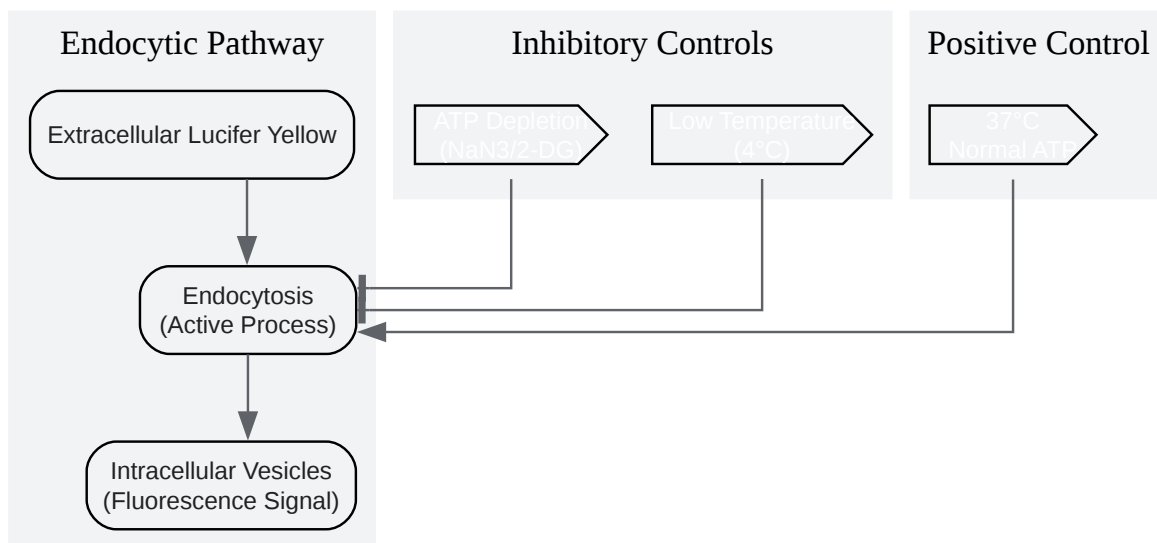 Endocytic Pathway
Extracellular Lucifer Yellow
Endocytosis
(Active Process)
Intracellular Vesicles
(Fluorescence Signal)
Inhibitory Controls
ATP Depletion
(NaN3/2-DG)
Low Temperature
(4°C)
Positive Control
37°C
Normal ATP